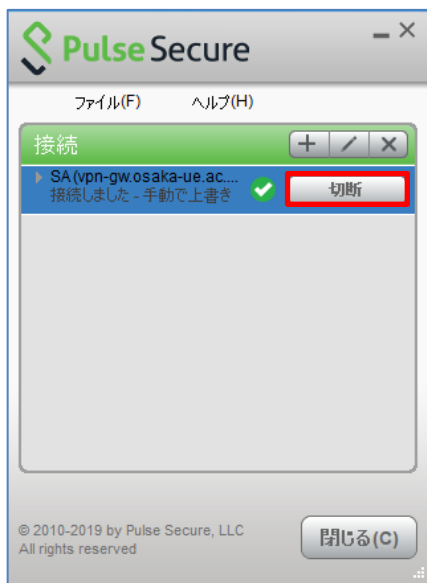 Pulse Secure
ファイル(F) ヘルプ(H)
接続
SA(vpn-gw.osaka-ue.ac....
接続しました - 手動で上書き
切断
© 2010-2019 by Pulse Secure, LLC
All rights reserved
閉じる(C)